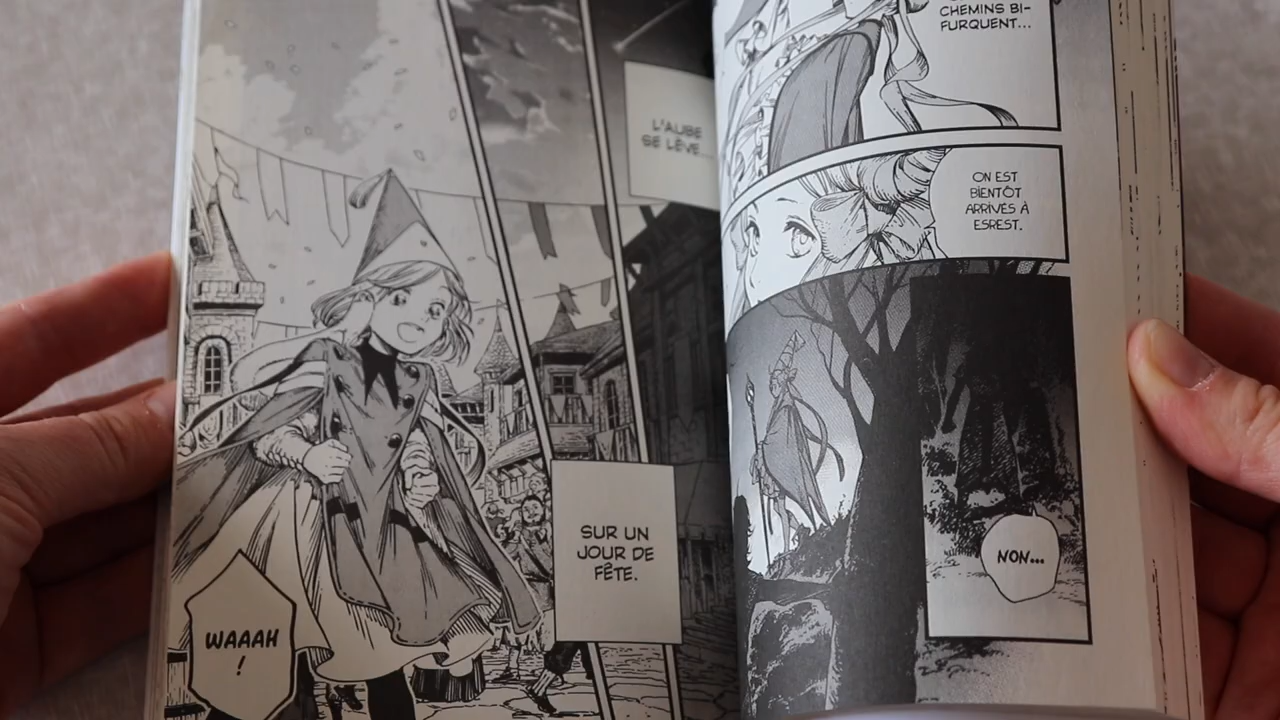 L'AUBE
SE LÈVE...
SUR UN
JOUR DE
FÊTE.
WAAAH
!
CHEMINS BI-
FURQUENT...
ON EST
BIENTÔT
ARRIVÉS À
ESREST.
NON...